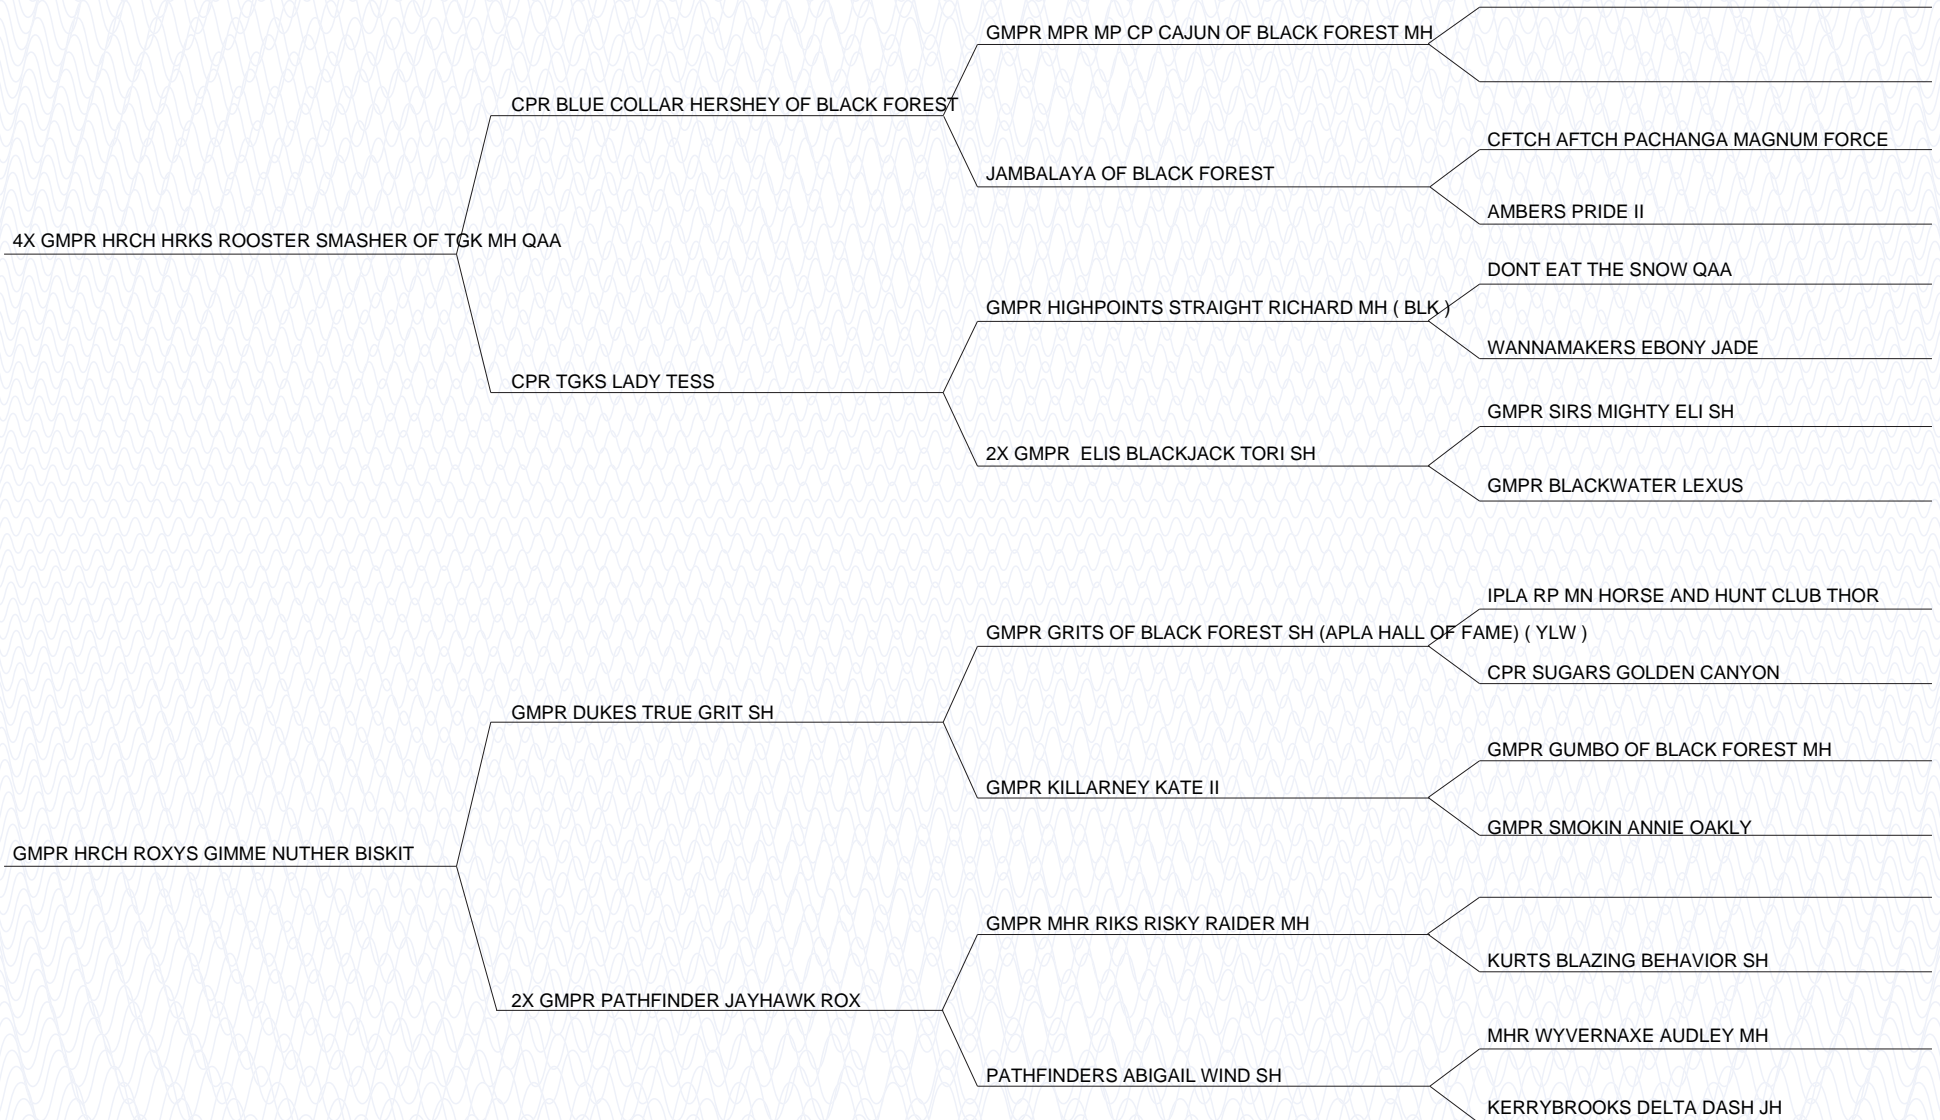 GMPR MPR MP CP CAJUN OF BLACK FOREST MH
CPR BLUE COLLAR HERSHEY OF BLACK FOREST
CFTCH AFTCH PACHANGA MAGNUM FORCE
JAMBALAYA OF BLACK FOREST
AMBERS PRIDE II
4X GMPR HRCH HRKS ROOSTER SMASHER OF TGK MH QAA
DONT EAT THE SNOW QAA
GMPR HIGHPOINTS STRAIGHT RICHARD MH ( BLK )
WANNAMAKERS EBONY JADE
CPR TGKS LADY TESS
GMPR SIRS MIGHTY ELI SH
2X GMPR  ELIS BLACKJACK TORI SH
GMPR BLACKWATER LEXUS
IPLA RP MN HORSE AND HUNT CLUB THOR
GMPR GRITS OF BLACK FOREST SH (APLA HALL OF FAME) ( YLW )
CPR SUGARS GOLDEN CANYON
GMPR DUKES TRUE GRIT SH
GMPR GUMBO OF BLACK FOREST MH
GMPR KILLARNEY KATE II
GMPR SMOKIN ANNIE OAKLY
GMPR HRCH ROXYS GIMME NUTHER BISKIT
GMPR MHR RIKS RISKY RAIDER MH
KURTS BLAZING BEHAVIOR SH
2X GMPR PATHFINDER JAYHAWK ROX
MHR WYVERNAXE AUDLEY MH
PATHFINDERS ABIGAIL WIND SH
KERRYBROOKS DELTA DASH JH